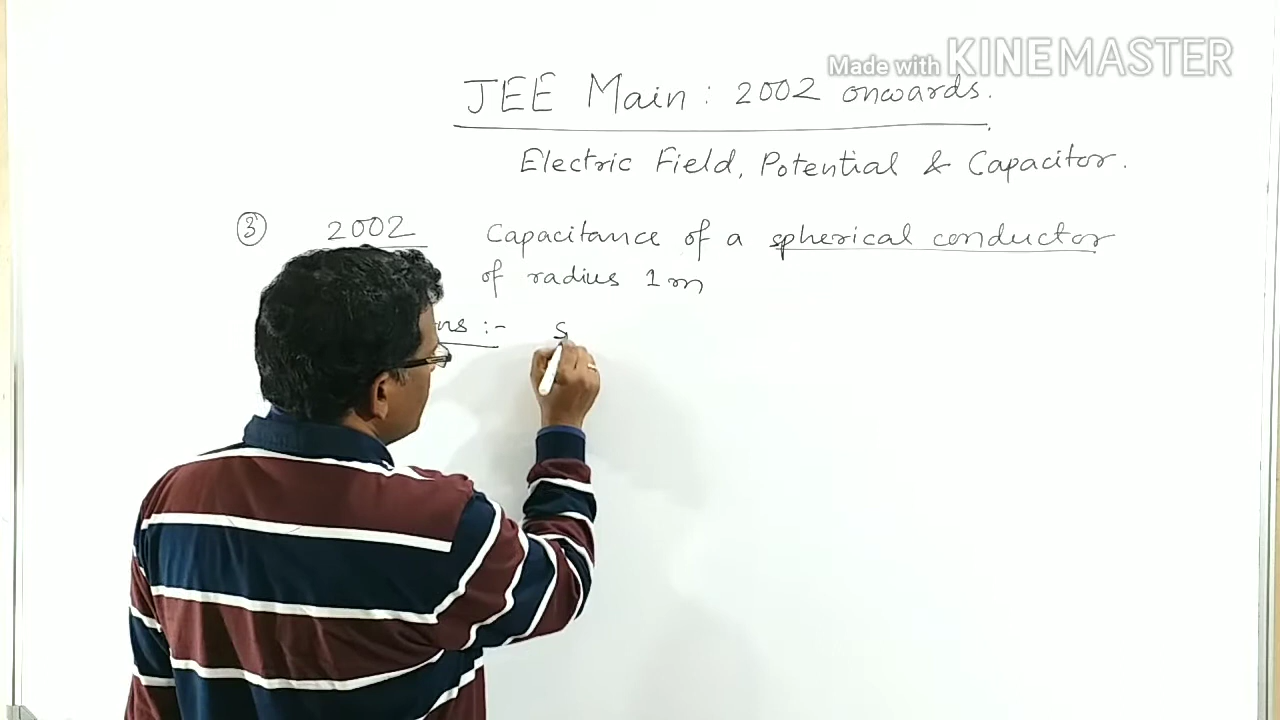 Made with KINEMASTER
JEE Main : 2002 onwards.
Electric Field, Potential & Capacitor.
3 2002 Capacitance of a spherical conductor
of radius 1 m
:- S